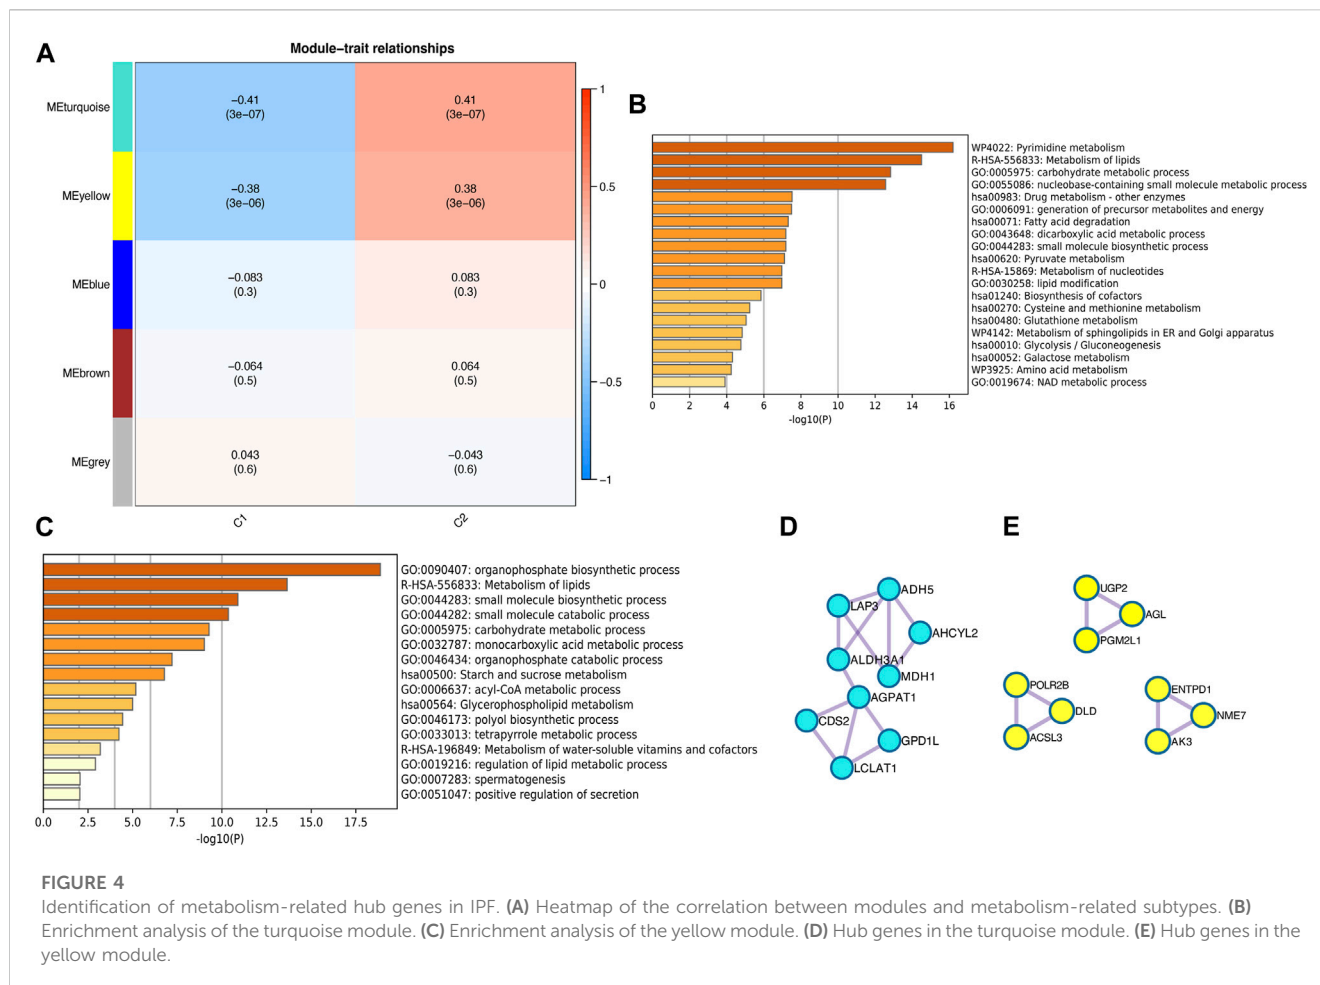 A
Module−trait relationships
MEturquoise
−0.41
(3e−07)
0.41
(3e−07)
MEyellow
−0.38
(3e−06)
0.38
(3e−06)
MEblue
−0.083
(0.3)
0.083
(0.3)
MEbrown
−0.064
(0.5)
0.064
(0.5)
MEgrey
0.043
(0.6)
−0.043
(0.6)
C1
C2
1
0.5
0
−0.5
−1
B
WP4022: Pyrimidine metabolism
R-HSA-556833: Metabolism of lipids
GO:0005975: carbohydrate metabolic process
GO:0055086: nucleobase-containing small molecule metabolic process
hsa00983: Drug metabolism - other enzymes
GO:0006091: generation of precursor metabolites and energy
hsa00071: Fatty acid degradation
GO:0043648: dicarboxylic acid metabolic process
GO:0044283: small molecule biosynthetic process
hsa00620: Pyruvate metabolism
R-HSA-15869: Metabolism of nucleotides
GO:0030258: lipid modification
hsa01240: Biosynthesis of cofactors
hsa00270: Cysteine and methionine metabolism
hsa00480: Glutathione metabolism
WP4142: Metabolism of sphingolipids in ER and Golgi apparatus
hsa00010: Glycolysis / Gluconeogenesis
hsa00052: Galactose metabolism
WP3925: Amino acid metabolism
GO:0019674: NAD metabolic process
0 2 4 6 8 10 12 14 16
-log10(P)
C
GO:0090407: organophosphate biosynthetic process
R-HSA-556833: Metabolism of lipids
GO:0044283: small molecule biosynthetic process
GO:0044282: small molecule catabolic process
GO:0005975: carbohydrate metabolic process
GO:0032787: monocarboxylic acid metabolic process
GO:0046434: organophosphate catabolic process
hsa00500: Starch and sucrose metabolism
GO:0006637: acyl-CoA metabolic process
hsa00564: Glycerophospholipid metabolism
GO:0046173: polyol biosynthetic process
GO:0033013: tetrapyrrole metabolic process
R-HSA-196849: Metabolism of water-soluble vitamins and cofactors
GO:0019216: regulation of lipid metabolic process
GO:0007283: spermatogenesis
GO:0051047: positive regulation of secretion
0.0 2.5 5.0 7.5 10.0 12.5 15.0 17.5
-log10(P)
D
ADH5
LAP3
AHCYL2
ALDH3A1
MDH1
AGPAT1
CDS2
GPD1L
LCLAT1
E
UGP2
AGL
PGM2L1
POLR2B
DLD
ACSL3
ENTPD1
NME7
AK3
FIGURE 4
Identification of metabolism-related hub genes in IPF. (A) Heatmap of the correlation between modules and metabolism-related subtypes. (B)
Enrichment analysis of the turquoise module. (C) Enrichment analysis of the yellow module. (D) Hub genes in the turquoise module. (E) Hub genes in the
yellow module.